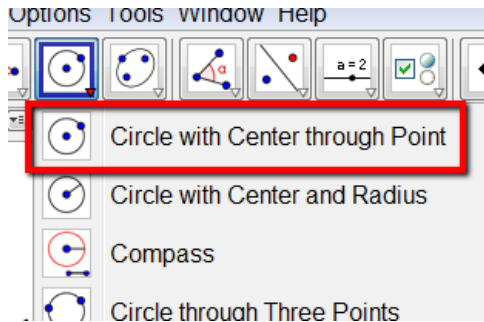 Options Tools Window Help
α
a=2
Circle with Center through Point
Circle with Center and Radius
Compass
Circle through Three Points